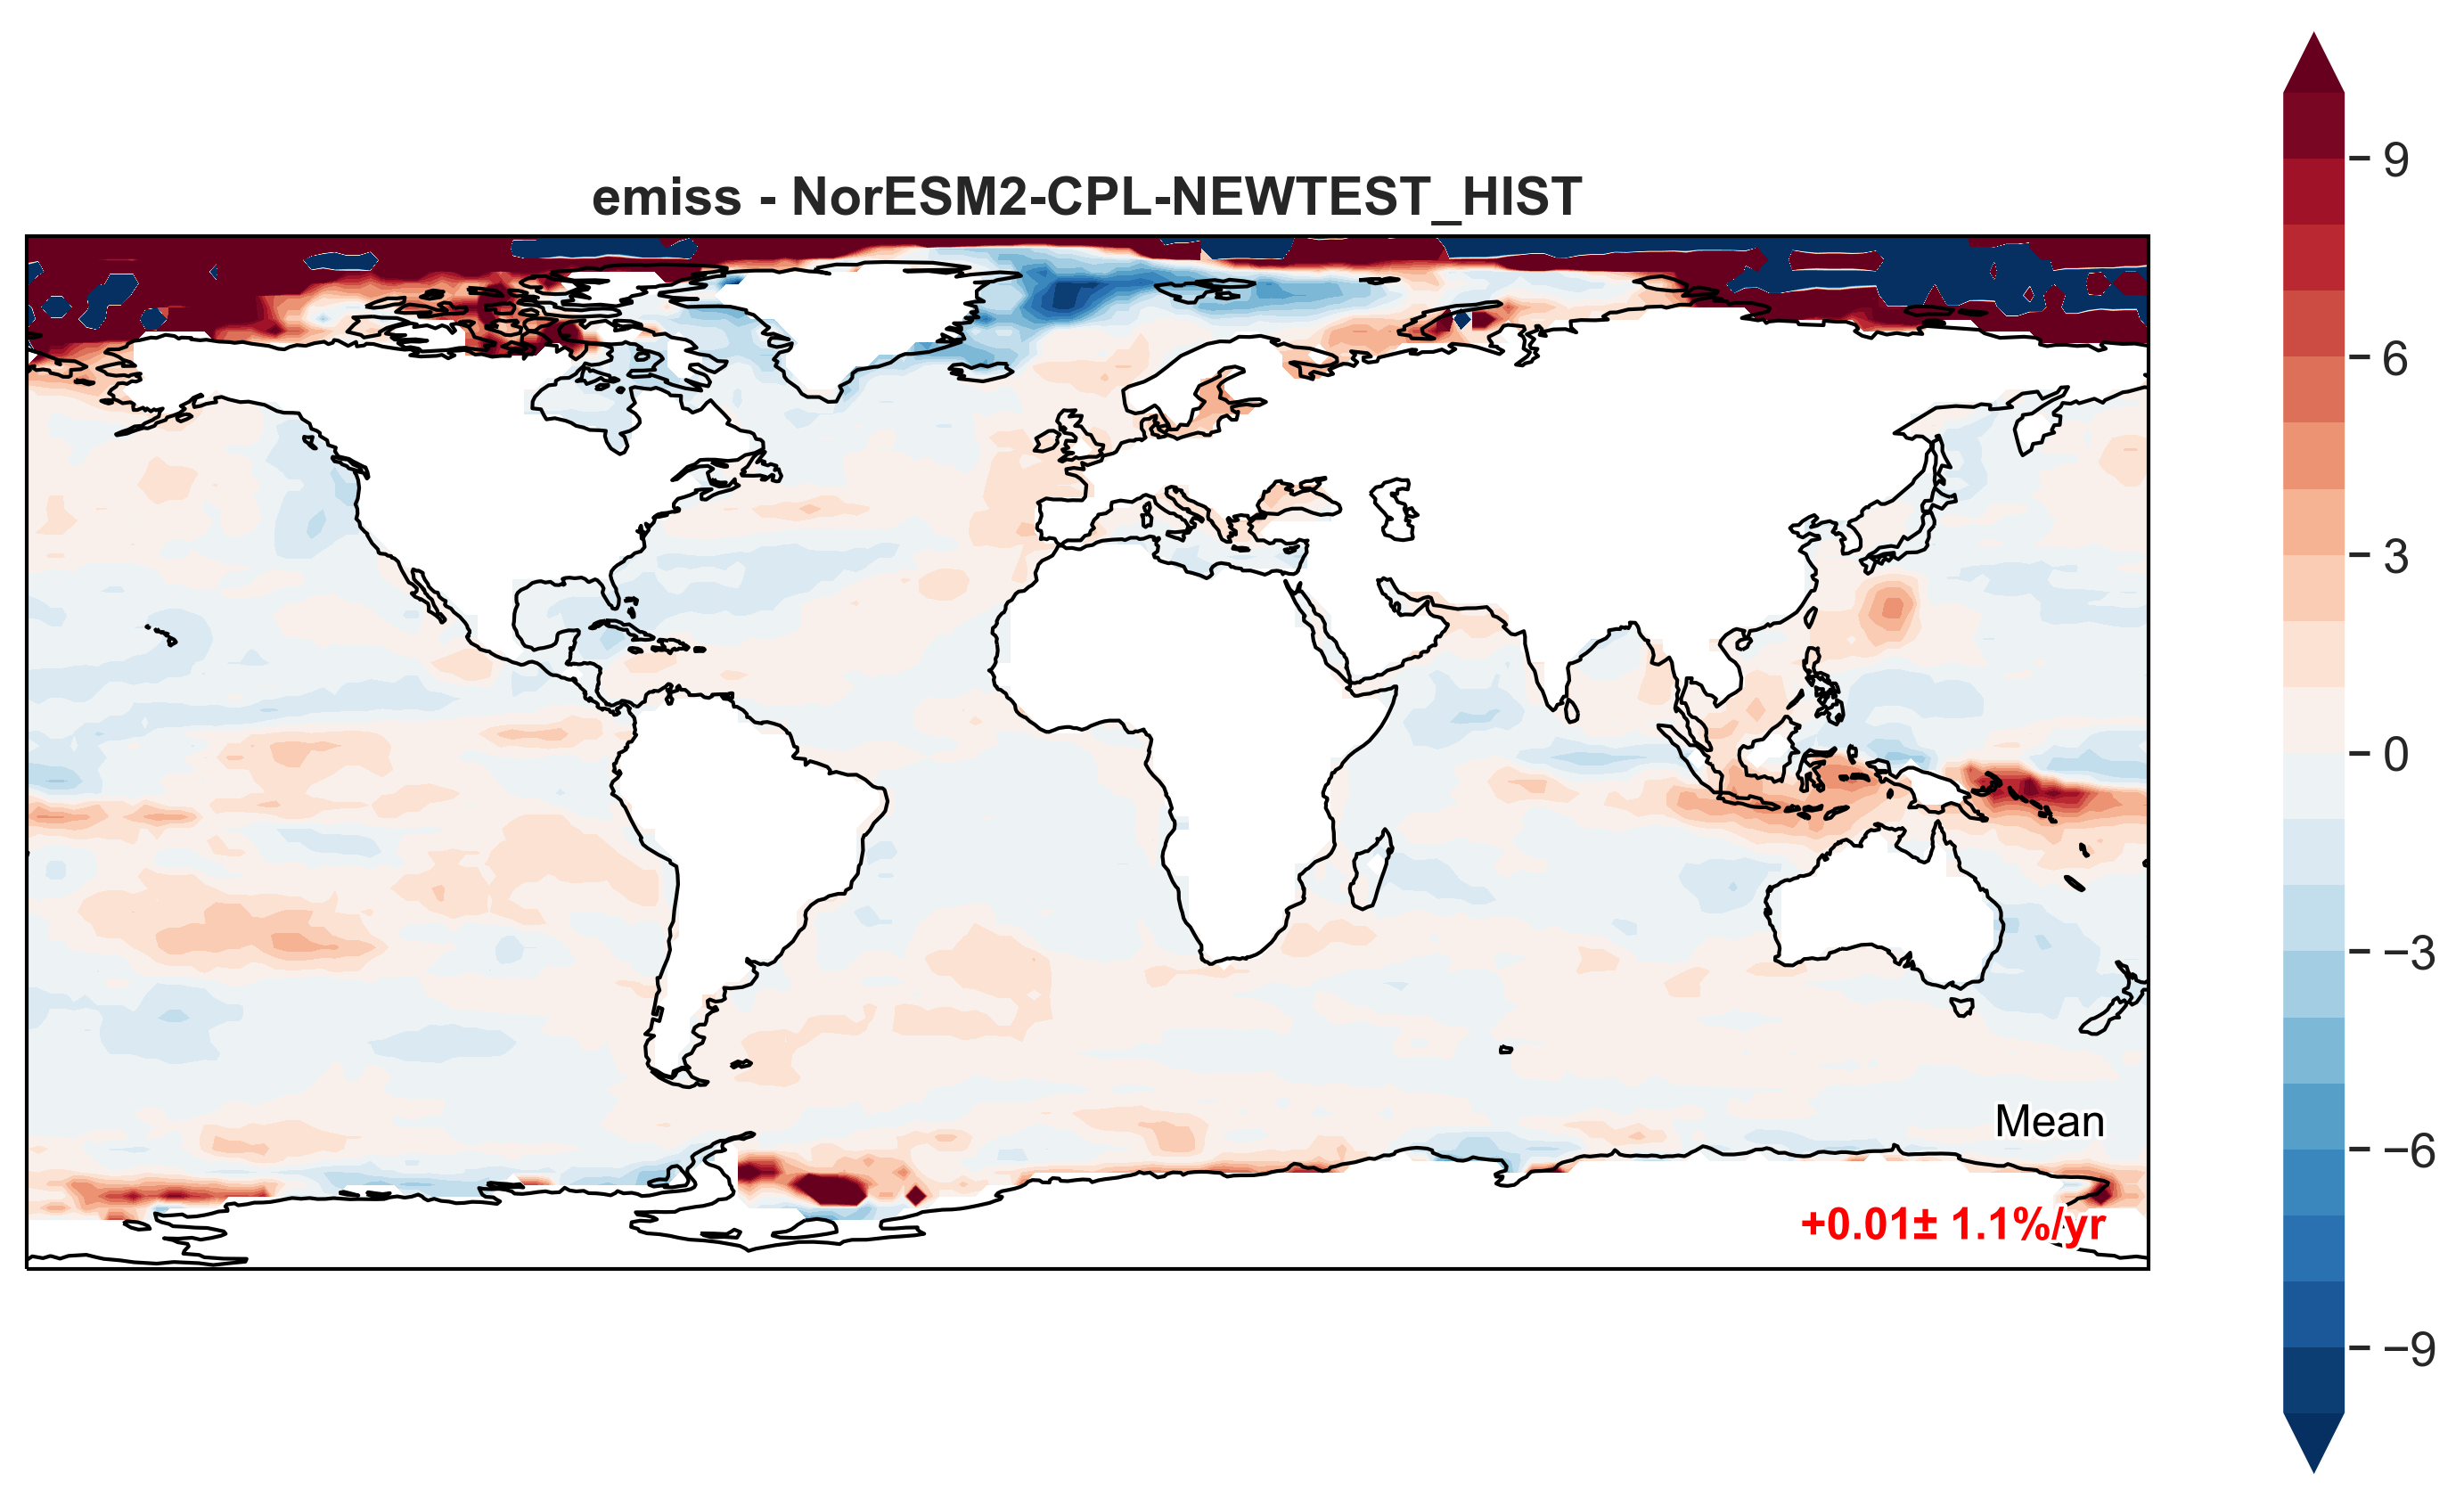 emiss - NorESM2-CPL-NEWTEST_HIST
9
6
3
0
−3
−6
−9
Mean
+0.01± 1.1%/yr